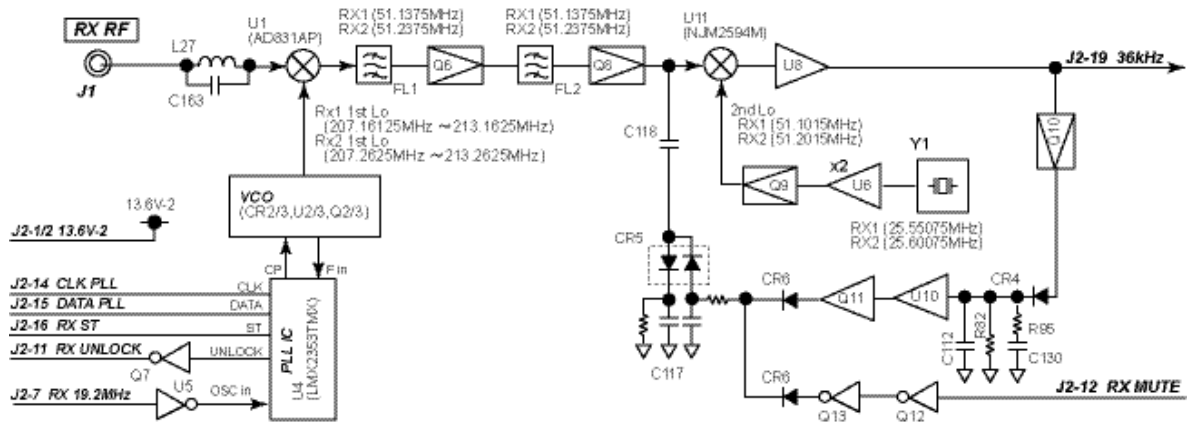 RX RF
J1
L27
C163
U1
(AD831AP)
RX1 (51.1375MHz)
RX2 (51.2375MHz)
FL1
Q6
RX1 (51.1375MHz)
RX2 (51.2375MHz)
FL2
Q8
U11
(NJM2594M)
U8
J2-19 36kHz
Q10
Rx1 1st Lo
(207.16125MHz ~213.1625MHz)
Rx2 1st Lo
(207.2625MHz ~213.2625MHz)
C118
2nd Lo
RX1 (51.1015MHz)
RX2 (51.2015MHz)
Q9
x2
U6
Y1
RX1 (25.55075MHz)
RX2 (25.60075MHz)
VCO
(CR2/3,U2/3,Q2/3)
13.6V-2
J2-1/2 13.6V-2
CP
F in
J2-14 CLK PLL
CLK
J2-15 DATA PLL
DATA
J2-16 RX ST
ST
J2-11 RX UNLOCK
UNLOCK
Q7
U5
J2-7 RX 19.2MHz
OSC in
PLL IC
U4
(LMX2353TMX)
CR5
C117
CR6
Q11
U10
CR4
C112
R82
R95
C130
CR6
Q13
Q12
J2-12 RX MUTE